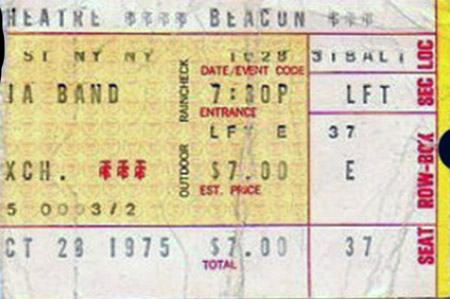 HEATRE **** BEACON ***
ST NY NY 1028 31BAL1
DATE/EVENT CODE
IA BAND 7:30P LFT
ENTRANCE
LFT E 37
XCH. *** $7.00 E
EST. PRICE
5 0003/2
CT 28 1975 $7.00 37
TOTAL
OUTDOOR RAINCHECK
SEAT ROW-BOX SEC LOC